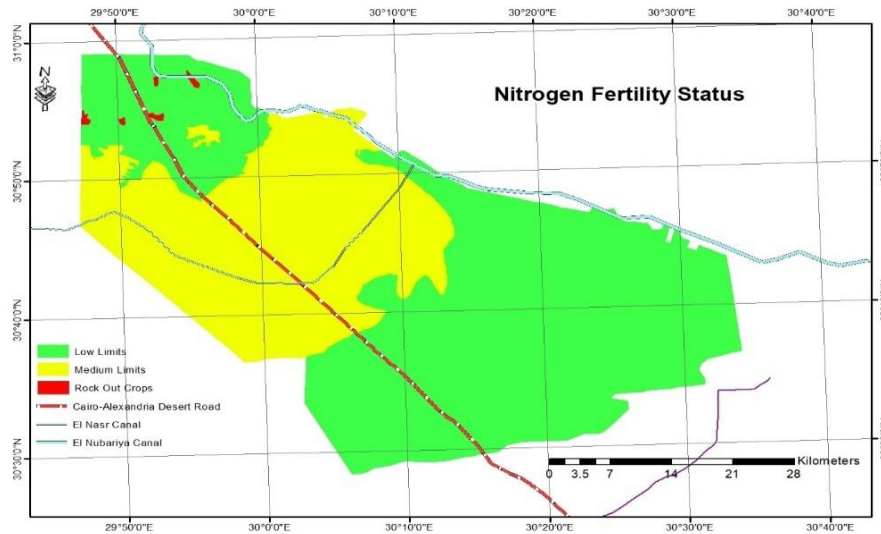 29°50'0"E 30°0'0"E 30°10'0"E 30°20'0"E 30°30'0"E 30°40'0"E
31°0'0"N
N
Nitrogen Fertility Status
30°50'0"N
30°40'0"N
Low Limits
Medium Limits
Rock Out Crops
Cairo-Alexandria Desert Road
El Nasr Canal
El Nubariya Canal
30°30'0"N
Kilometers
0 3.5 7 14 21 28
29°50'0"E 30°0'0"E 30°10'0"E 30°20'0"E 30°30'0"E 30°40'0"E